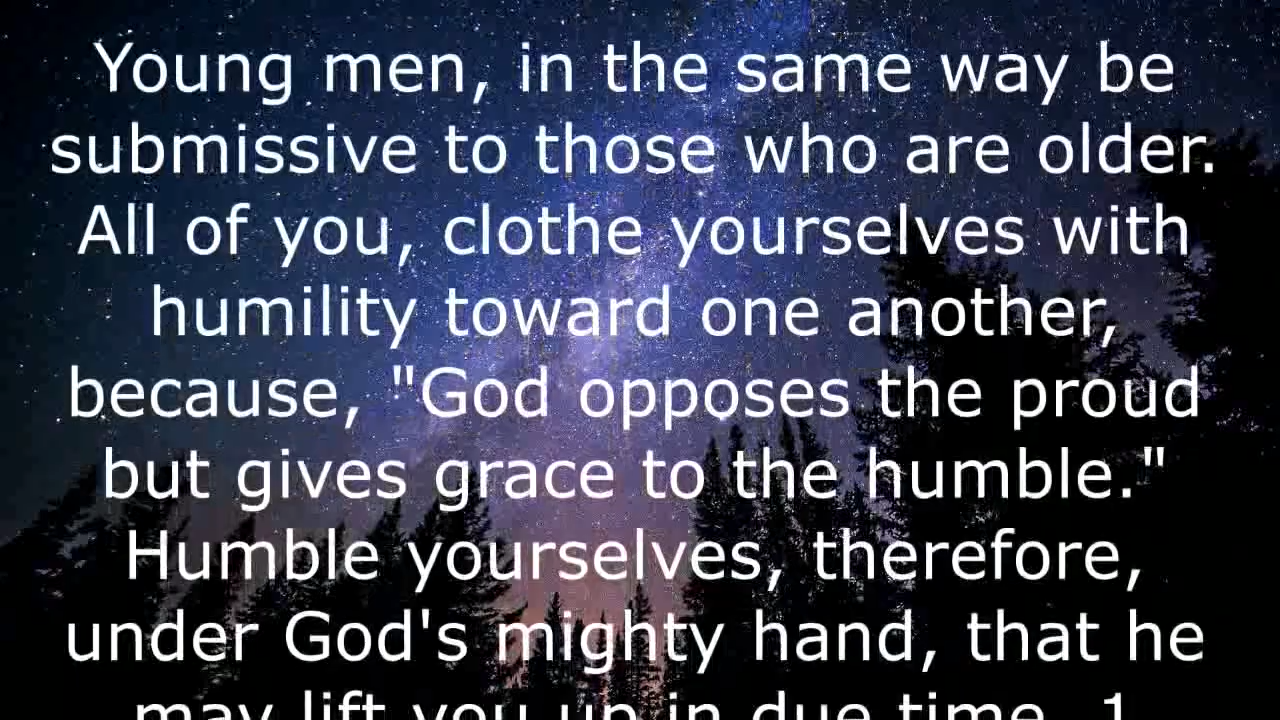 Young men, in the same way be
submissive to those who are older.
All of you, clothe yourselves with
humility toward one another,
because, "God opposes the proud
but gives grace to the humble."
Humble yourselves, therefore,
under God's mighty hand, that he
may lift you up in due time. 1